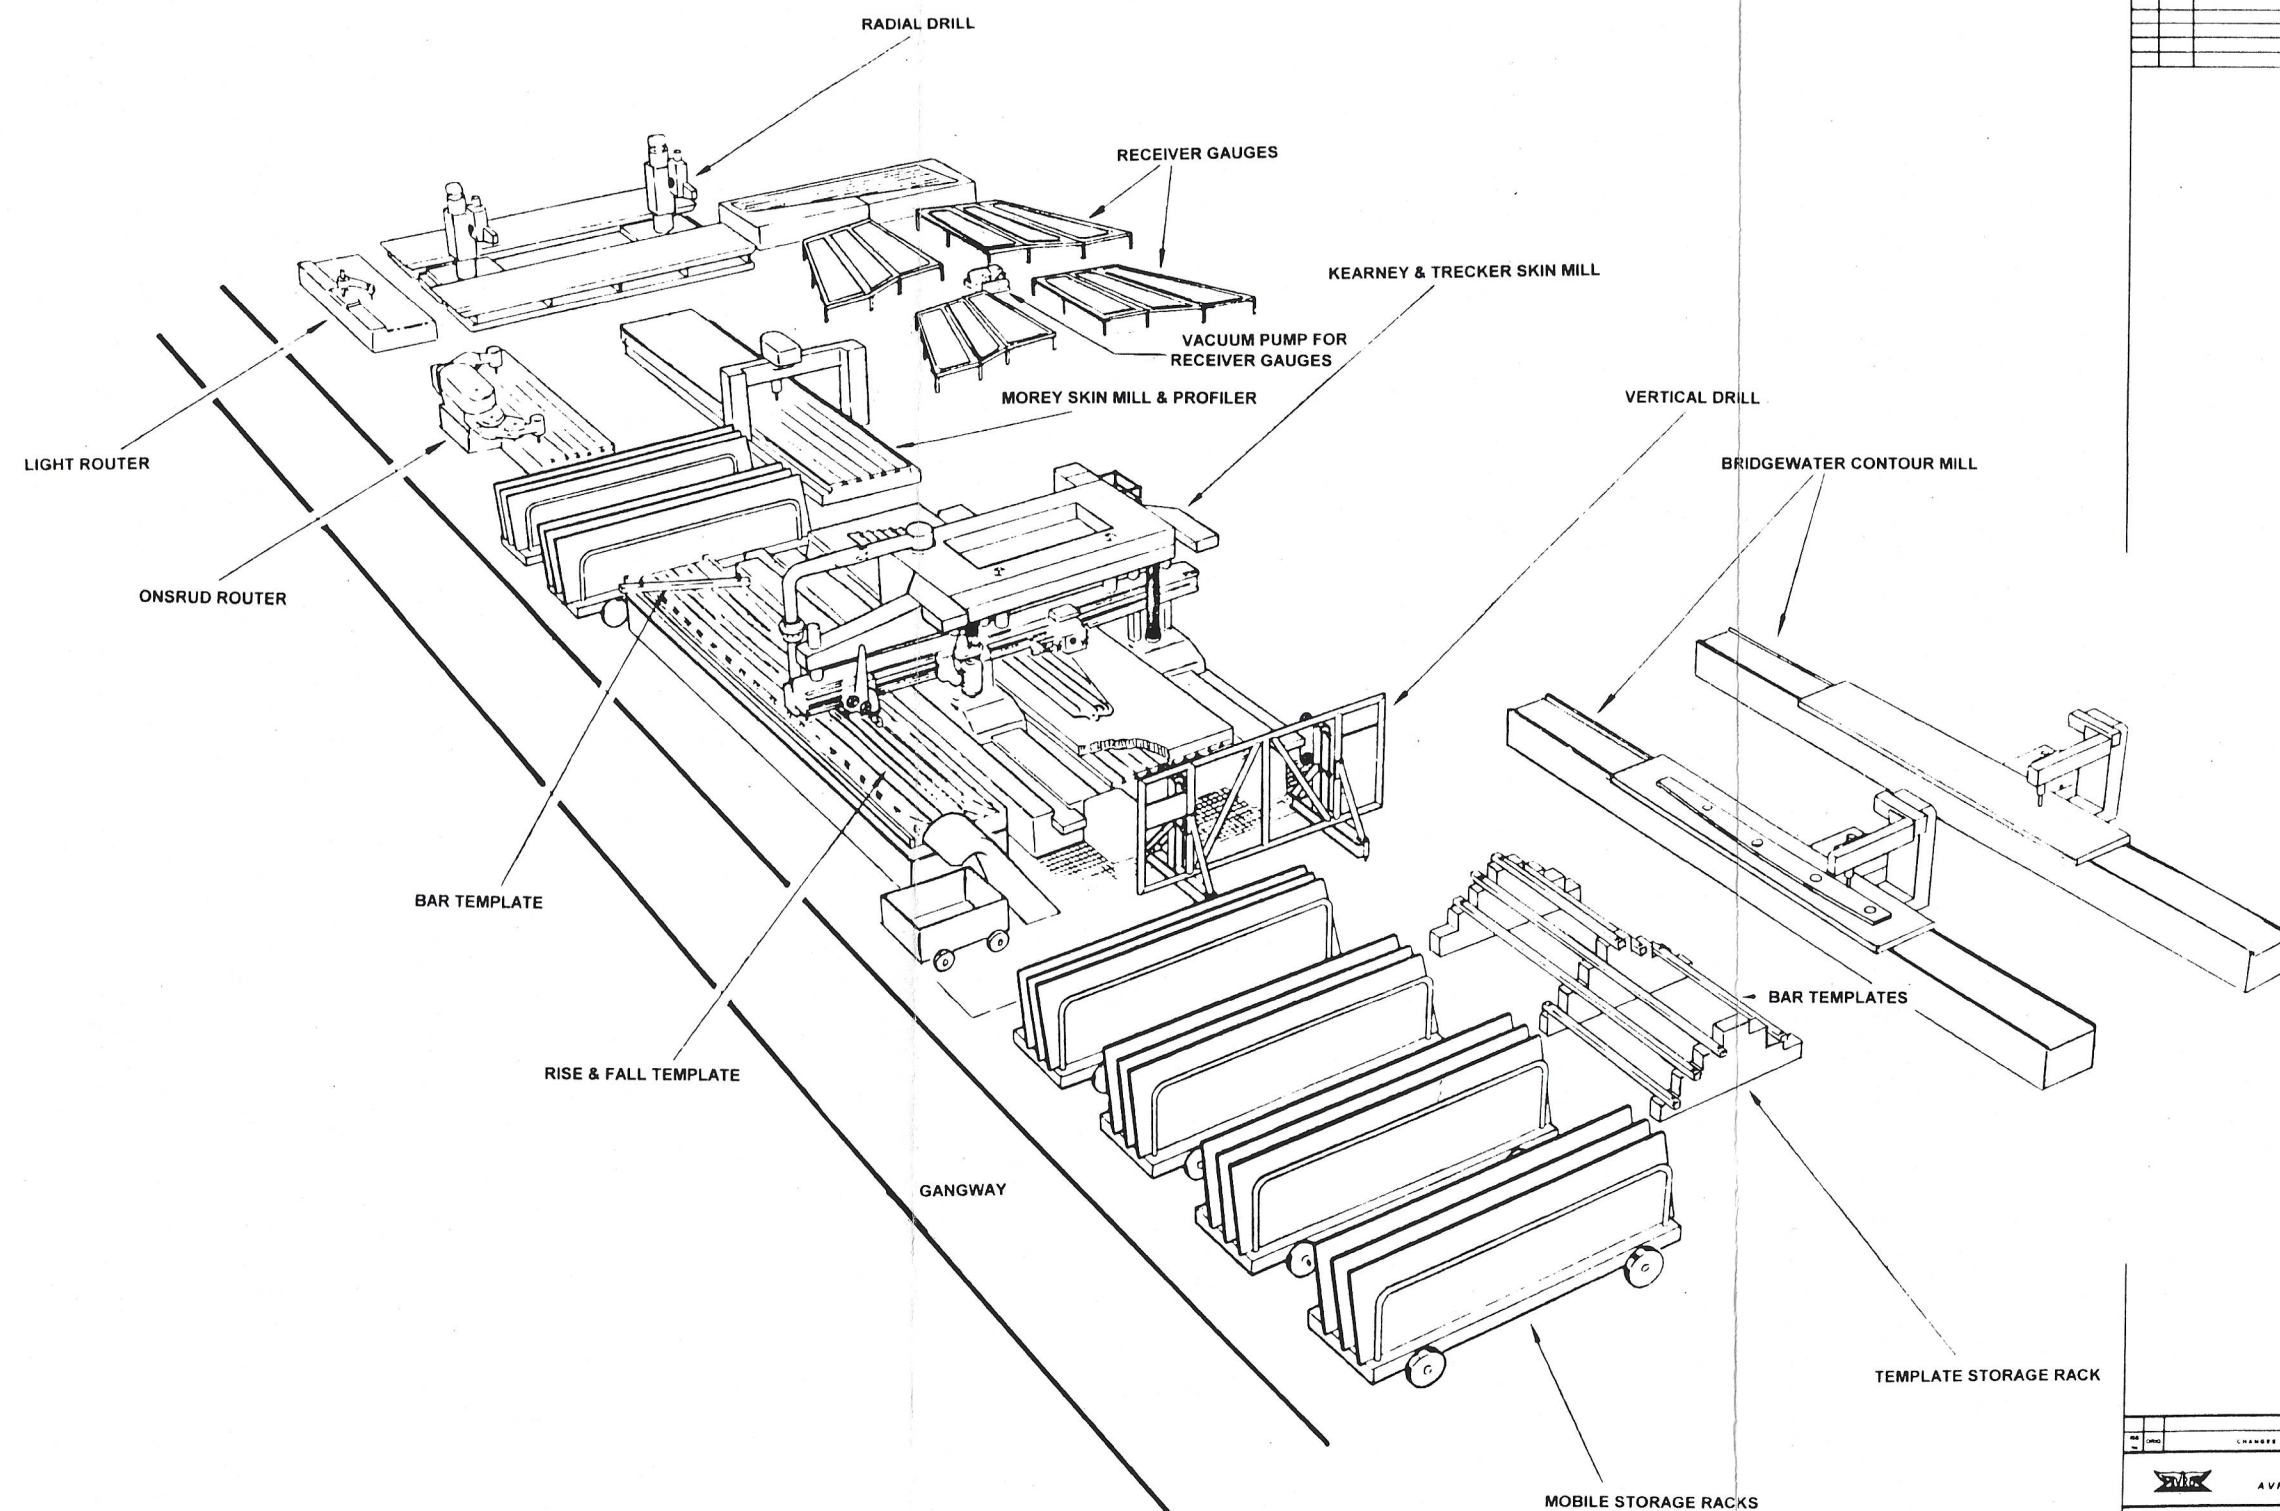 RADIAL DRILL
RECEIVER GAUGES
KEARNEY & TRECKER SKIN MILL
VACUUM PUMP FOR
RECEIVER GAUGES
MOREY SKIN MILL & PROFILER
VERTICAL DRILL
LIGHT ROUTER
BRIDGEWATER CONTOUR MILL
ONSRUD ROUTER
BAR TEMPLATE
BAR TEMPLATES
RISE & FALL TEMPLATE
GANGWAY
TEMPLATE STORAGE RACK
CHANGES
AVRO
MOBILE STORAGE RACKS